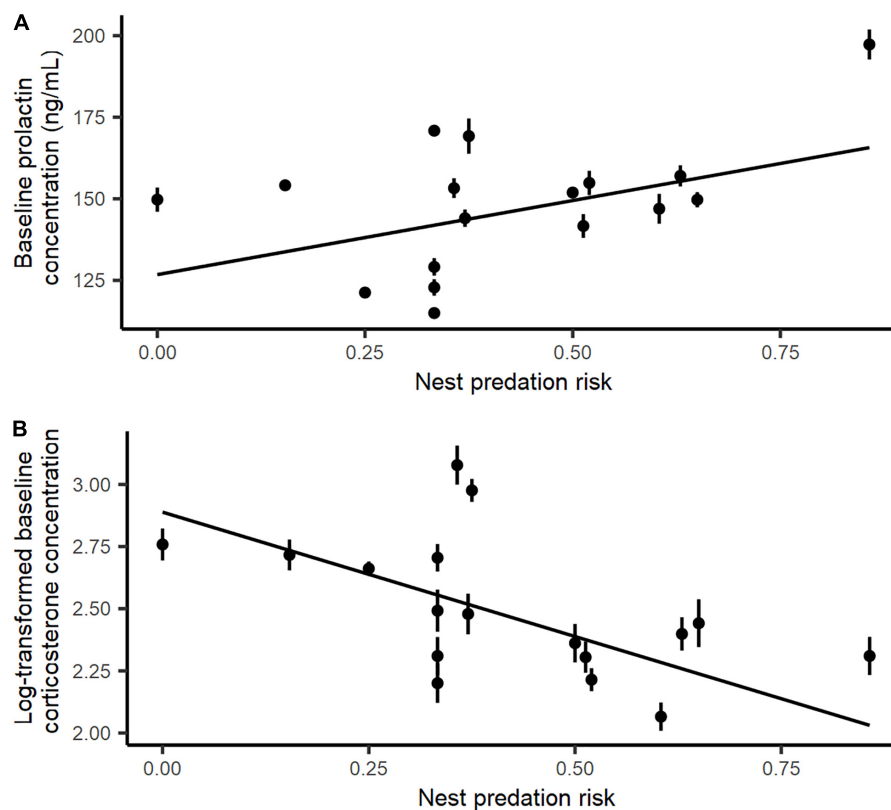 A
Baseline prolactin
concentration (ng/mL)
200
175
150
125
0.00 0.25 0.50 0.75
Nest predation risk
B
Log-transformed baseline
corticosterone concentration
3.00
2.75
2.50
2.25
2.00
0.00 0.25 0.50 0.75
Nest predation risk